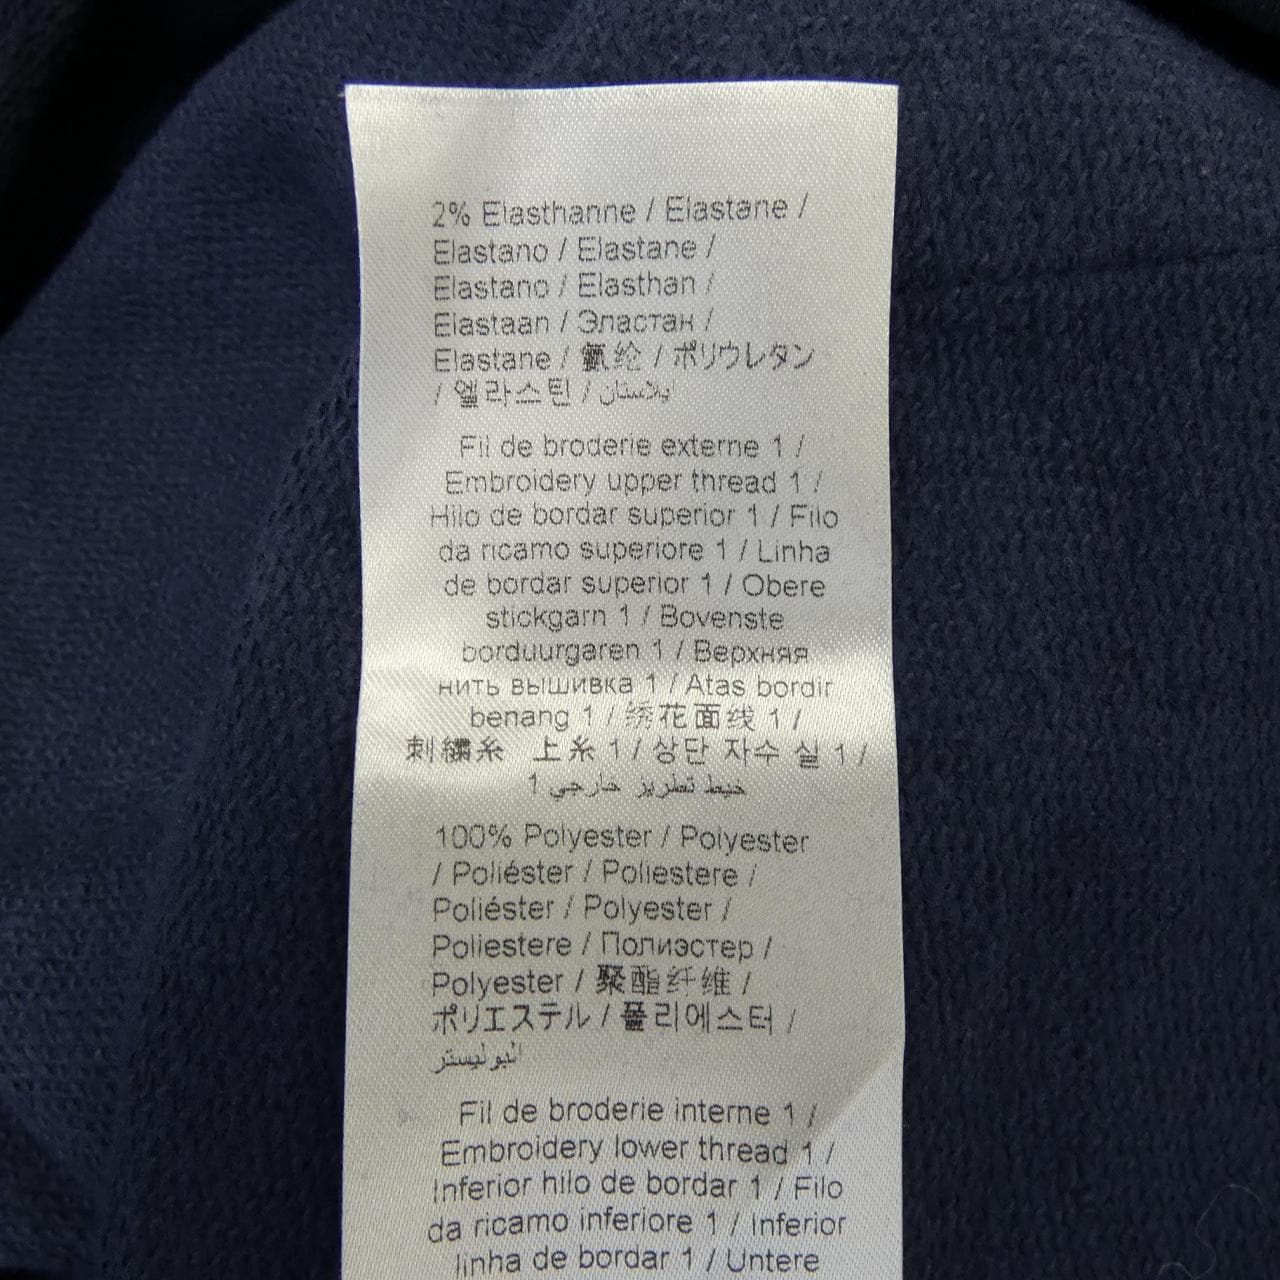 2% Elasthanne / Elastane /
Elastano / Elastane /
Elastano / Elasthan /
Elastaan / Эластан /
Elastane / 氨纶 / ポリウレタン
/ 엘라스틴 / ايلاستان
Fil de broderie externe 1 /
Embroidery upper thread 1 /
Hilo de bordar superior 1 / Filo
da ricamo superiore 1 / Linha
de bordar superior 1 / Obere
stickgarn 1 / Bovenste
borduurgaren 1 / Верхняя
нить вышивка 1 / Atas bordir
benang 1 / 绣花面线 1 /
刺繍糸 上糸 1 / 상단 자수 실 1 /
خيط تطريز خارجي 1
100% Polyester / Polyester
/ Poliéster / Poliestere /
Poliéster / Polyester /
Poliestere / Полиэстер /
Polyester / 聚酯纤维 /
ポリエステル / 폴리에스터 /
البوليستر
Fil de broderie interne 1 /
Embroidery lower thread 1 /
Inferior hilo de bordar 1 / Filo
da ricamo inferiore 1 / Inferior
linha de bordar 1 / Untere